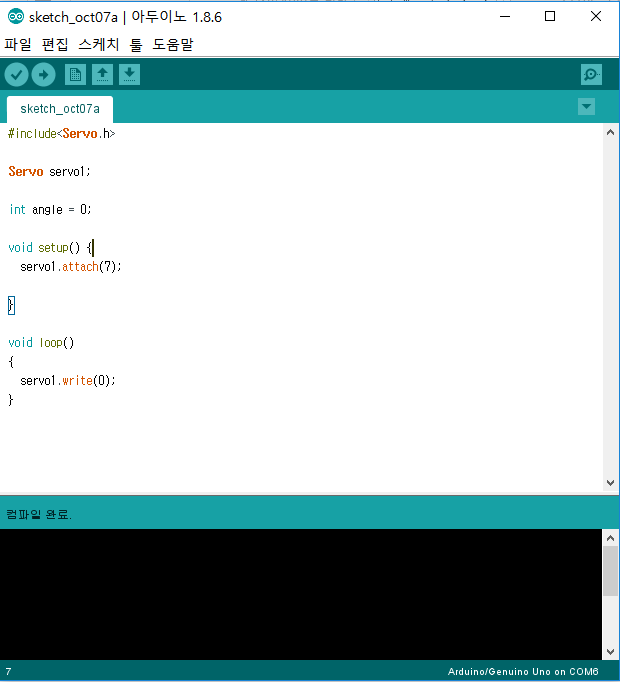 sketch_oct07a | 아두이노 1.8.6
파일 편집 스케치 툴 도움말
sketch_oct07a
#include<Servo.h>
Servo servo1;
int angle = 0;
void setup() {
  servo1.attach(7);
}
void loop()
{
  servo1.write(0);
}
컴파일 완료.
7
Arduino/Genuino Uno on COM6